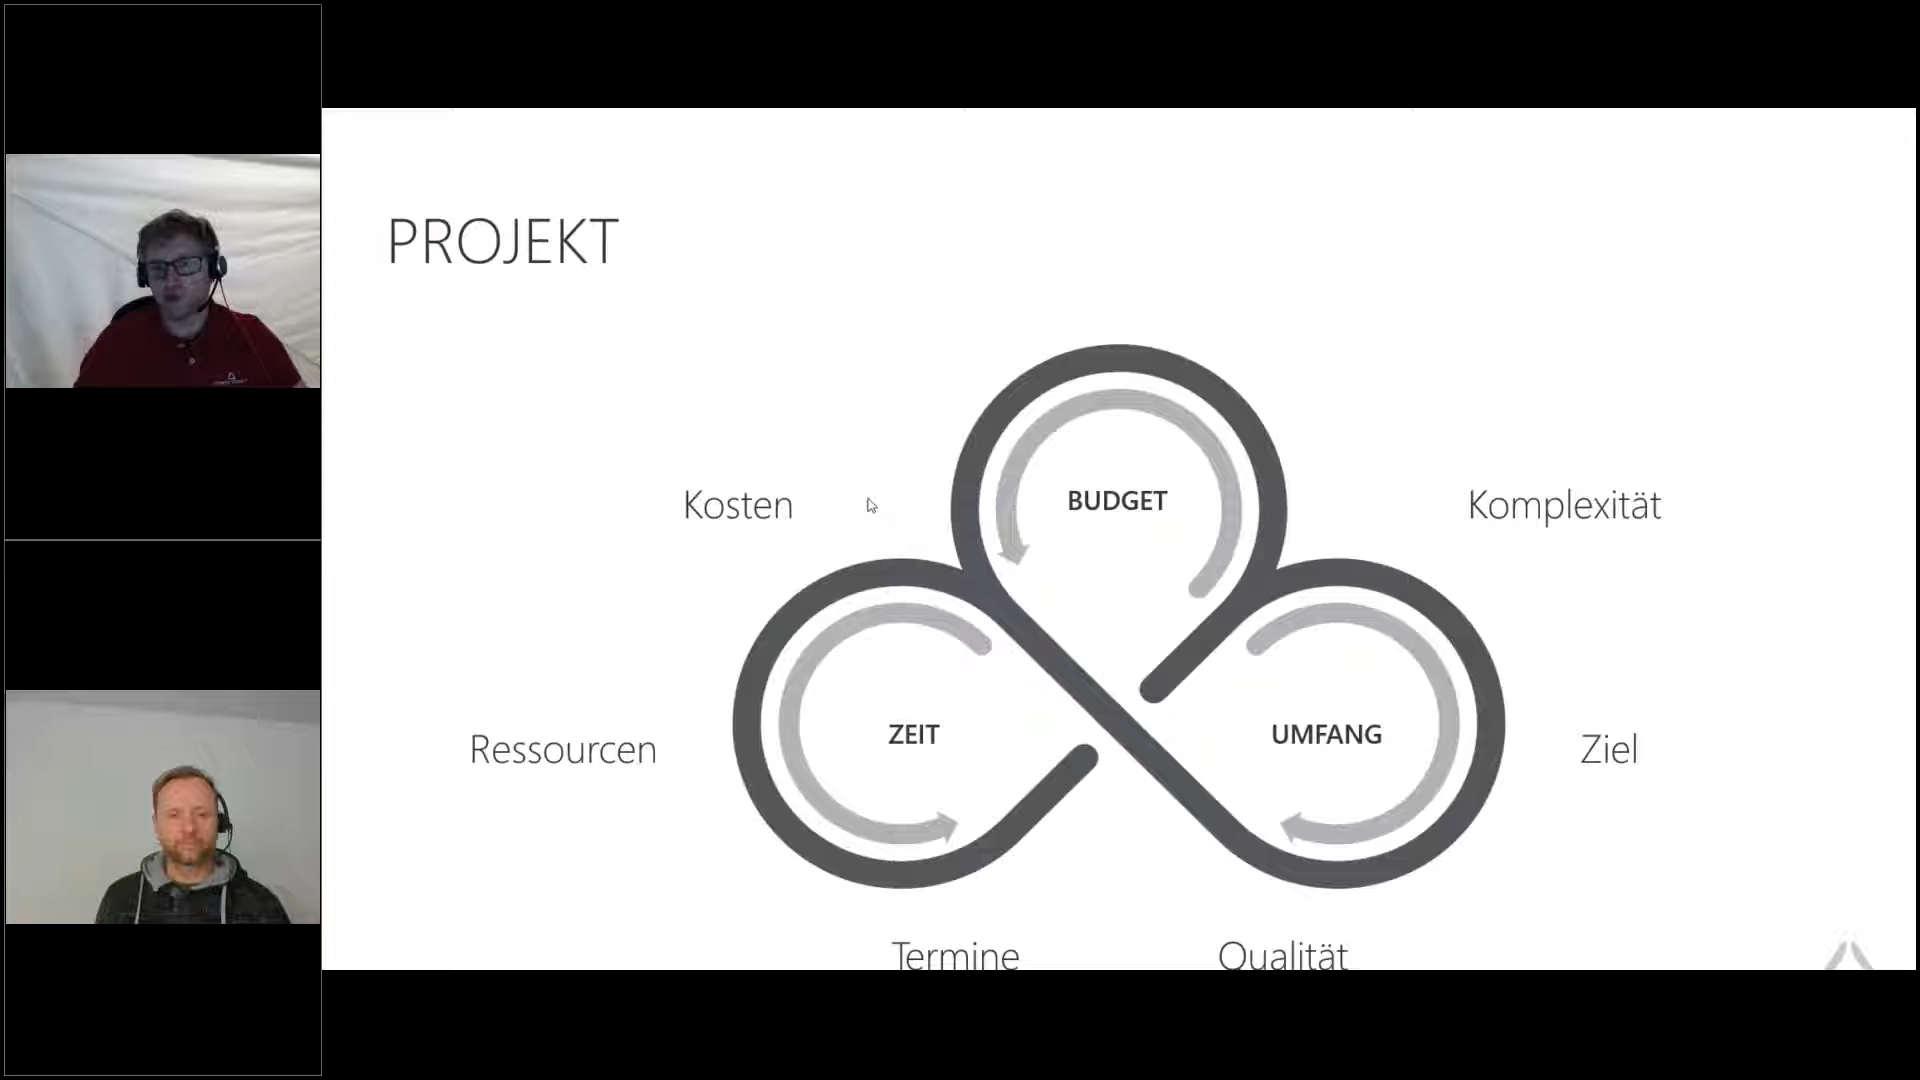 PROJEKT
BUDGET
Kosten
Komplexität
ZEIT
UMFANG
Ressourcen
Ziel
Termine
Qualität